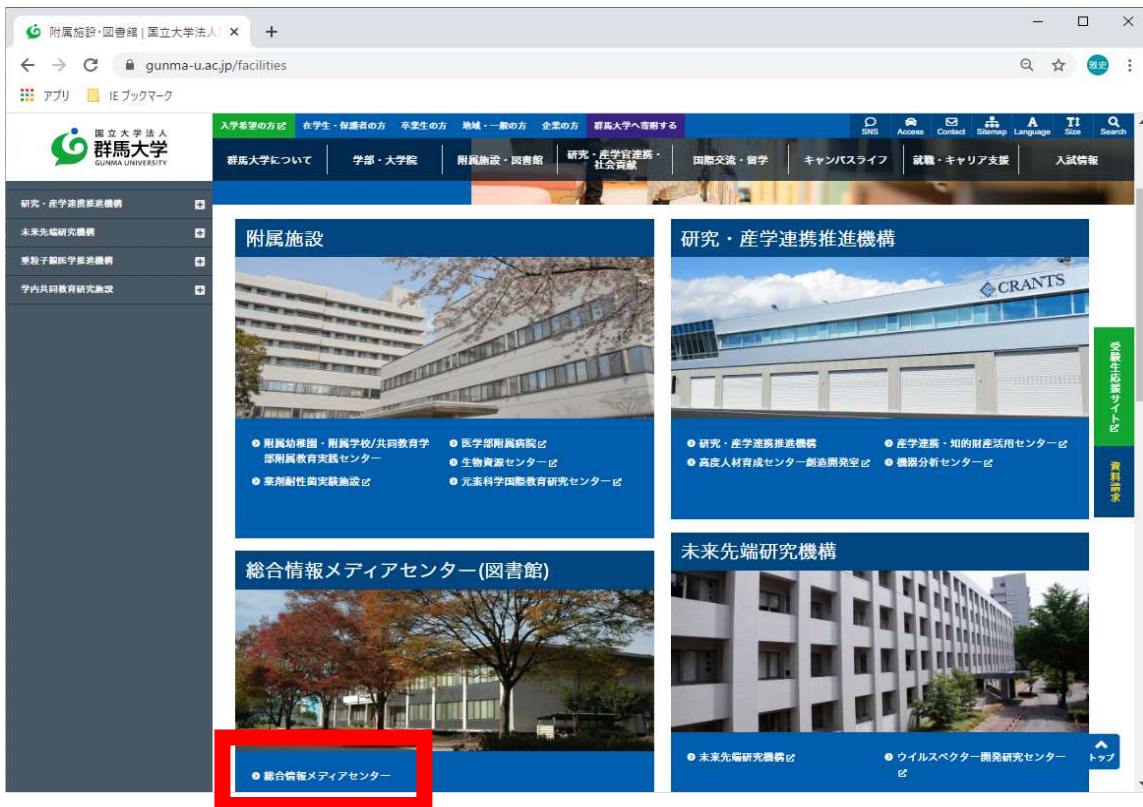 附属施設・図書館 | 国立大学法人
gunma-u.ac.jp/facilities
雅史
アプリ
IE ブックマーク
国立大学法人
群馬大学
GUNMA UNIVERSITY
入学希望の方 在学生・保護者の方 卒業生の方 地域・一般の方 企業の方 群馬大学へ寄附する
SNS Access Contact Sitemap Language Size Search
群馬大学について 学部・大学院 附属施設・図書館 研究・産学官連携・社会貢献 国際交流・留学 キャンパスライフ 就職・キャリア支援 入試情報
研究・産学連携推進機構
未来先端研究機構
重粒子線医学推進機構
学内共同教育研究施設
附属施設
附属幼稚園・附属学校/共同教育学
部附属教育実践センター
薬剤耐性菌実験施設
医学部附属病院
生物資源センター
元素科学国際教育研究センター
研究・産学連携推進機構
CRANTS
研究・産学連携推進機構
高度人材育成センター創造開発室
産学連携・知的財産活用センター
機器分析センター
総合情報メディアセンター(図書館)
総合情報メディアセンター
未来先端研究機構
未来先端研究機構
ウイルスベクター開発研究センター
受験生応援サイト
資料請求
トップ